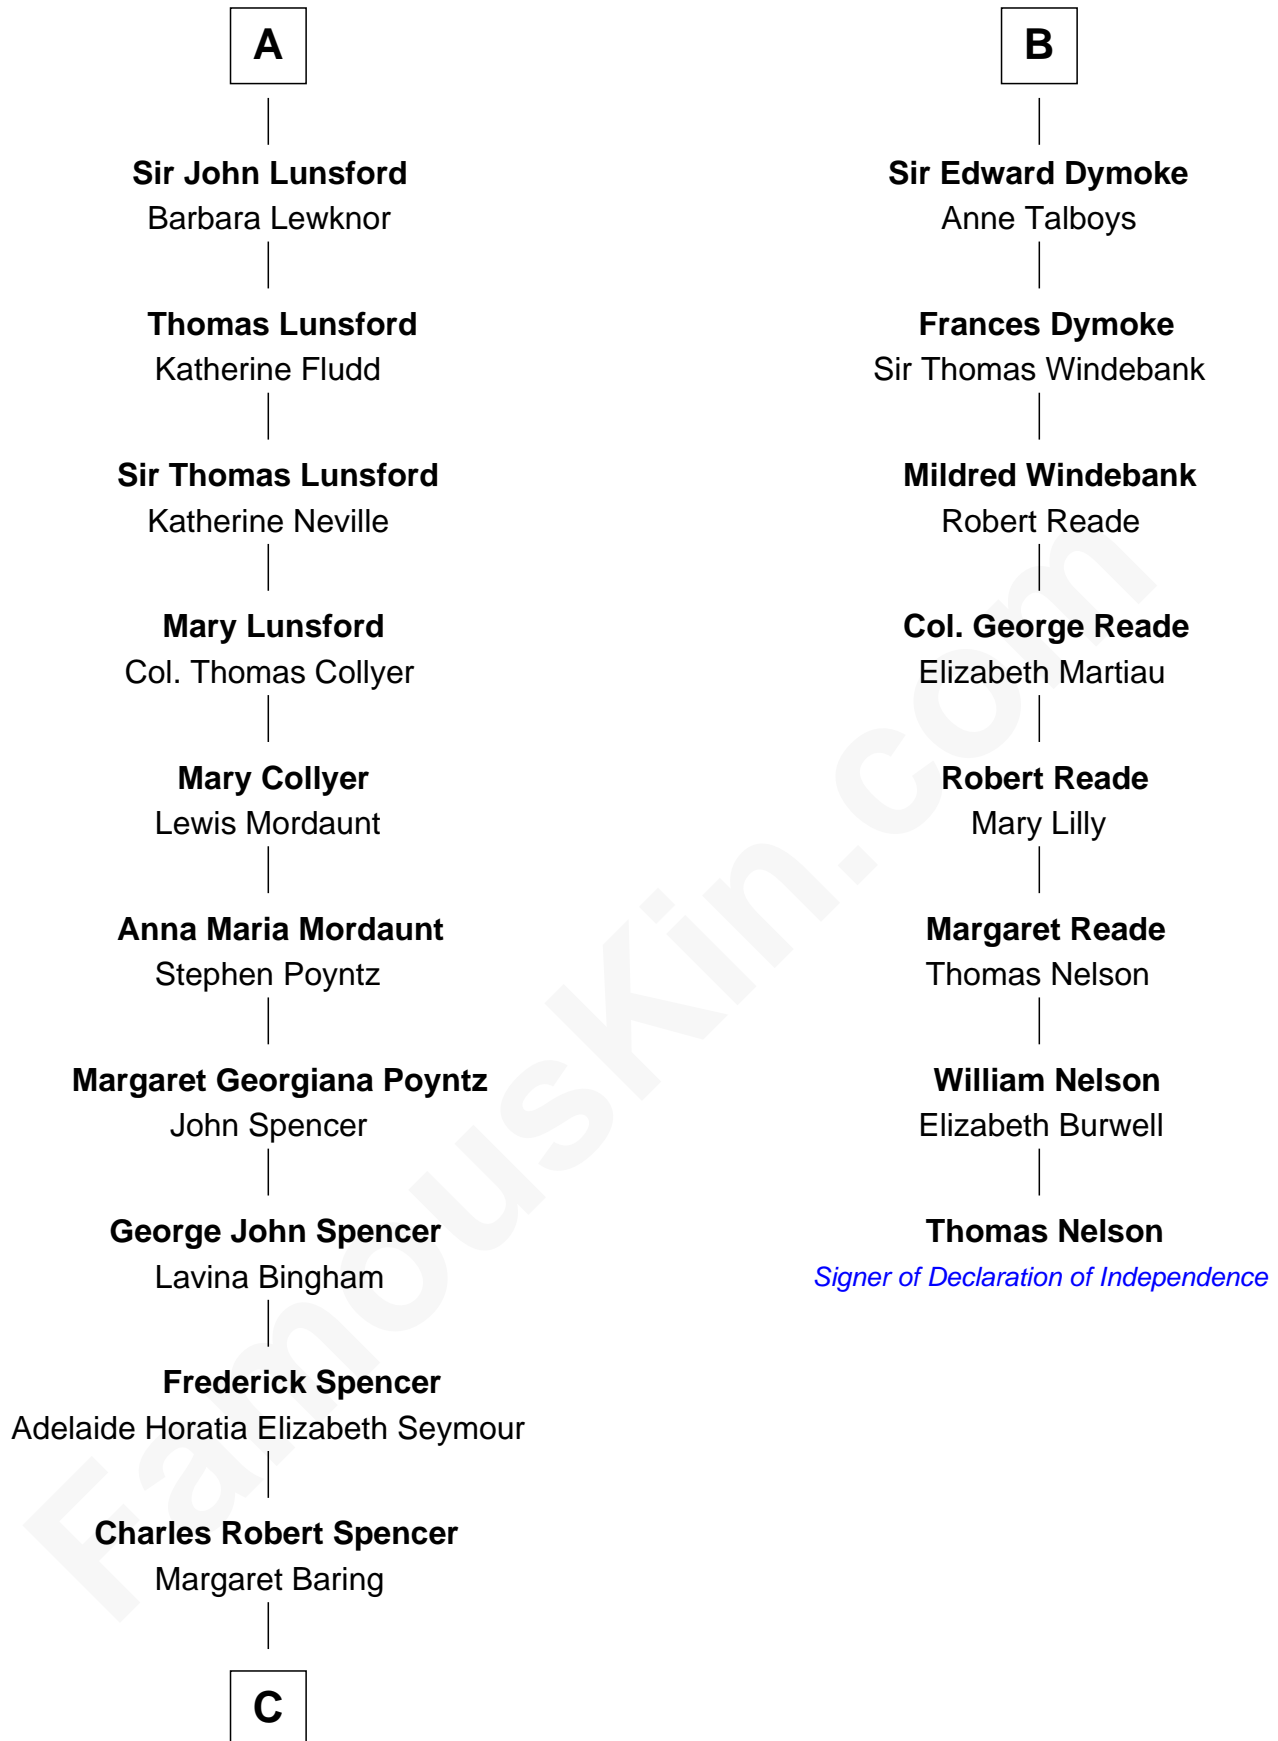 A
Sir John Lunsford
Barbara Lewknor
Thomas Lunsford
Katherine Fludd
Sir Thomas Lunsford
Katherine Neville
Mary Lunsford
Col. Thomas Collyer
Mary Collyer
Lewis Mordaunt
Anna Maria Mordaunt
Stephen Poyntz
Margaret Georgiana Poyntz
John Spencer
George John Spencer
Lavina Bingham
Frederick Spencer
Adelaide Horatia Elizabeth Seymour
Charles Robert Spencer
Margaret Baring
C
B
Sir Edward Dymoke
Anne Talboys
Frances Dymoke
Sir Thomas Windebank
Mildred Windebank
Robert Reade
Col. George Reade
Elizabeth Martiau
Robert Reade
Mary Lilly
Margaret Reade
Thomas Nelson
William Nelson
Elizabeth Burwell
Thomas Nelson
Signer of Declaration of Independence
FamousKin.com